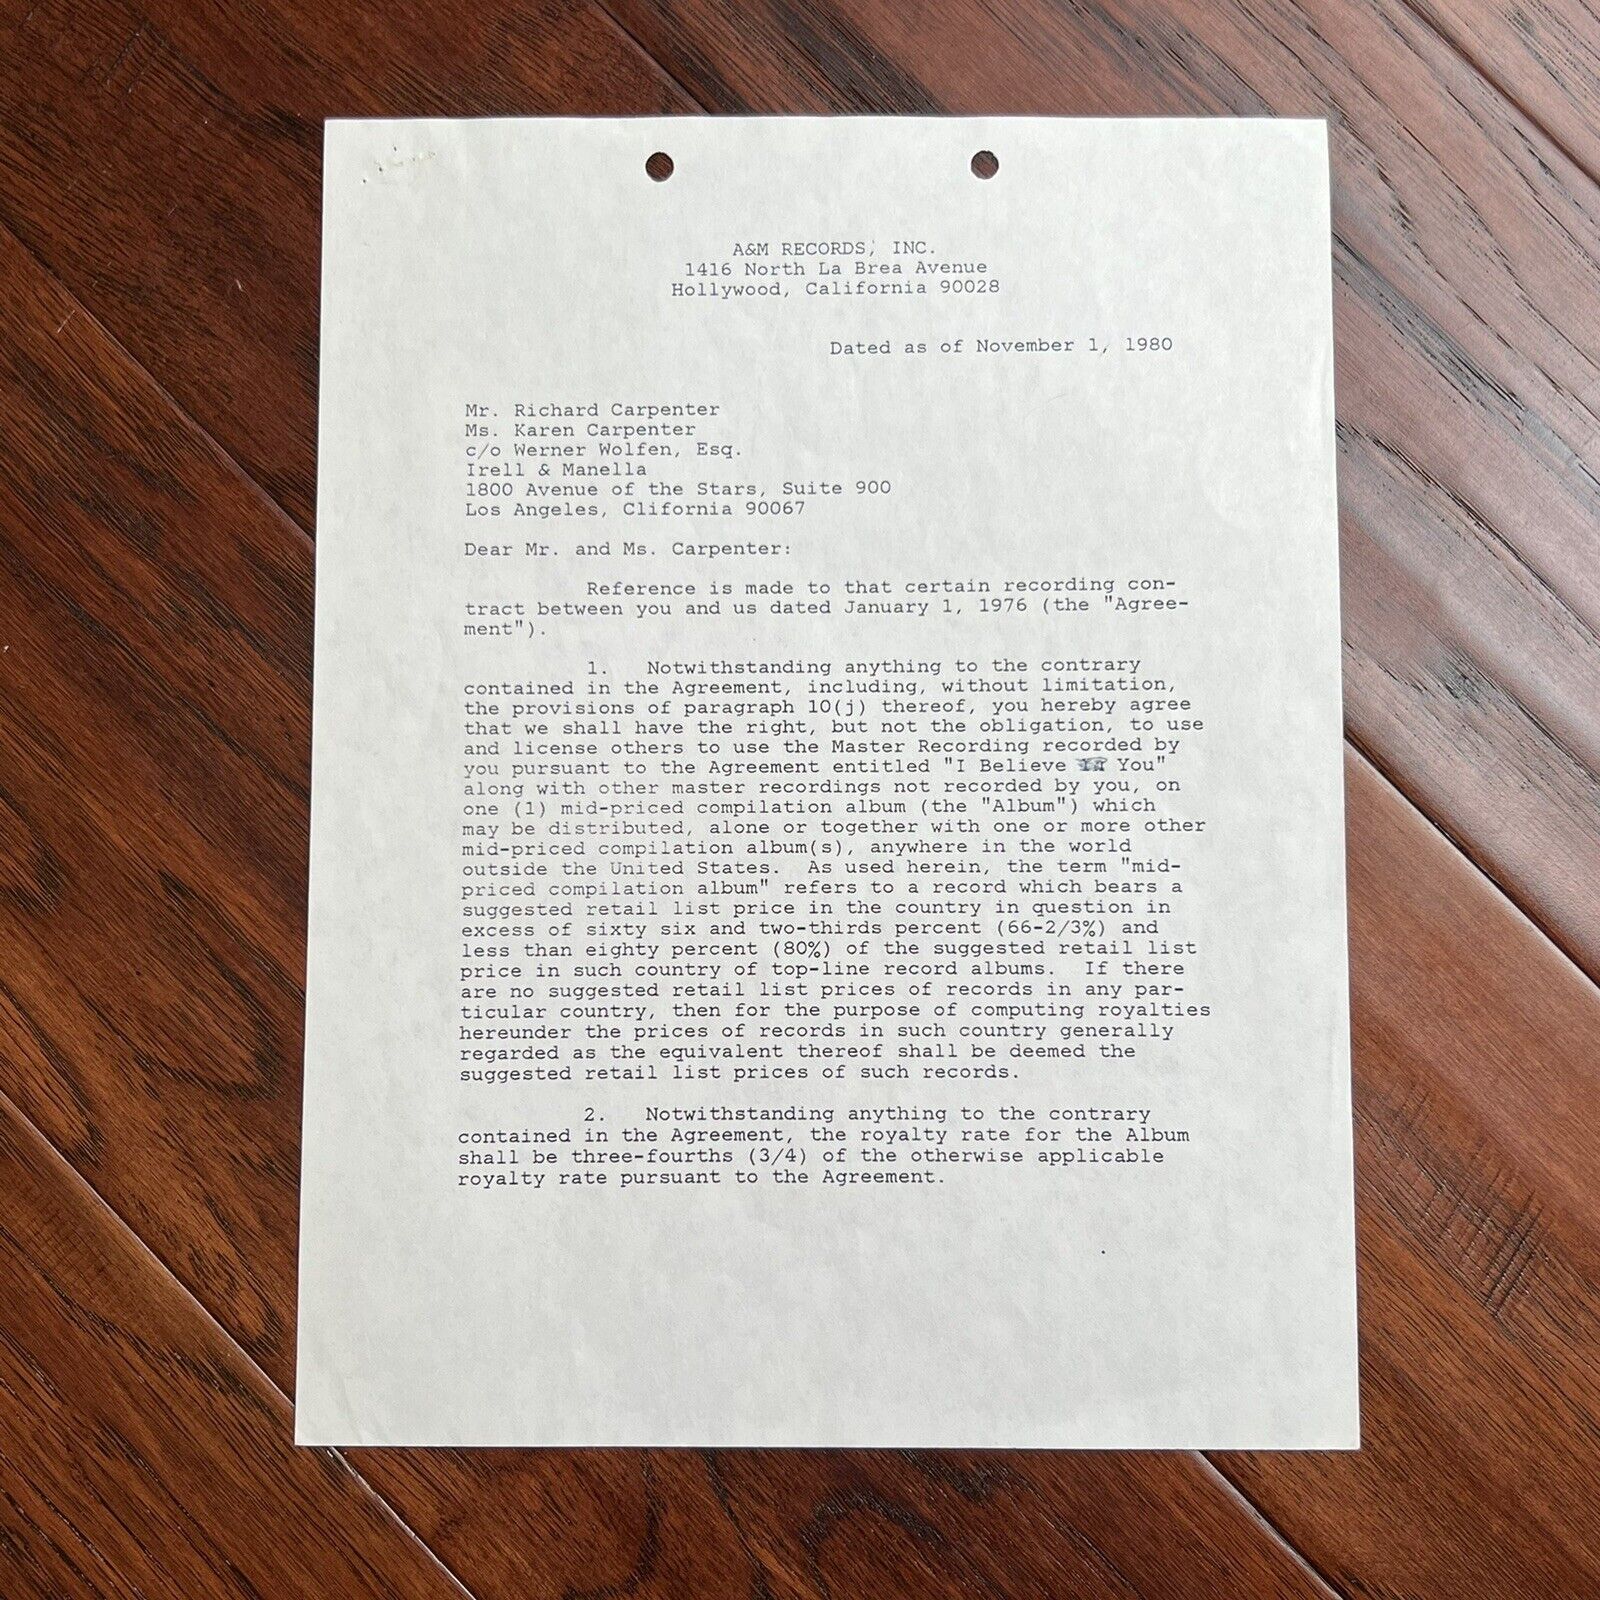 A&M RECORDS, INC.
1416 North La Brea Avenue
Hollywood, California 90028
Dated as of November 1, 1980
Mr. Richard Carpenter
Ms. Karen Carpenter
c/o Werner Wolfen, Esq.
Irell & Manella
1800 Avenue of the Stars, Suite 900
Los Angeles, Clifornia 90067
Dear Mr. and Ms. Carpenter:
Reference is made to that certain recording con-
tract between you and us dated January 1, 1976 (the "Agree-
ment").
1. Notwithstanding anything to the contrary
contained in the Agreement, including, without limitation,
the provisions of paragraph 10(j) thereof, you hereby agree
that we shall have the right, but not the obligation, to use
and license others to use the Master Recording recorded by
you pursuant to the Agreement entitled "I Believe You"
along with other master recordings not recorded by you, on
one (1) mid-priced compilation album (the "Album") which
may be distributed, alone or together with one or more other
mid-priced compilation album(s), anywhere in the world
outside the United States. As used herein, the term "mid-
priced compilation album" refers to a record which bears a
suggested retail list price in the country in question in
excess of sixty six and two-thirds percent (66-2/3%) and
less than eighty percent (80%) of the suggested retail list
price in such country of top-line record albums. If there
are no suggested retail list prices of records in any par-
ticular country, then for the purpose of computing royalties
hereunder the prices of records in such country generally
regarded as the equivalent thereof shall be deemed the
suggested retail list prices of such records.
2. Notwithstanding anything to the contrary
contained in the Agreement, the royalty rate for the Album
shall be three-fourths (3/4) of the otherwise applicable
royalty rate pursuant to the Agreement.